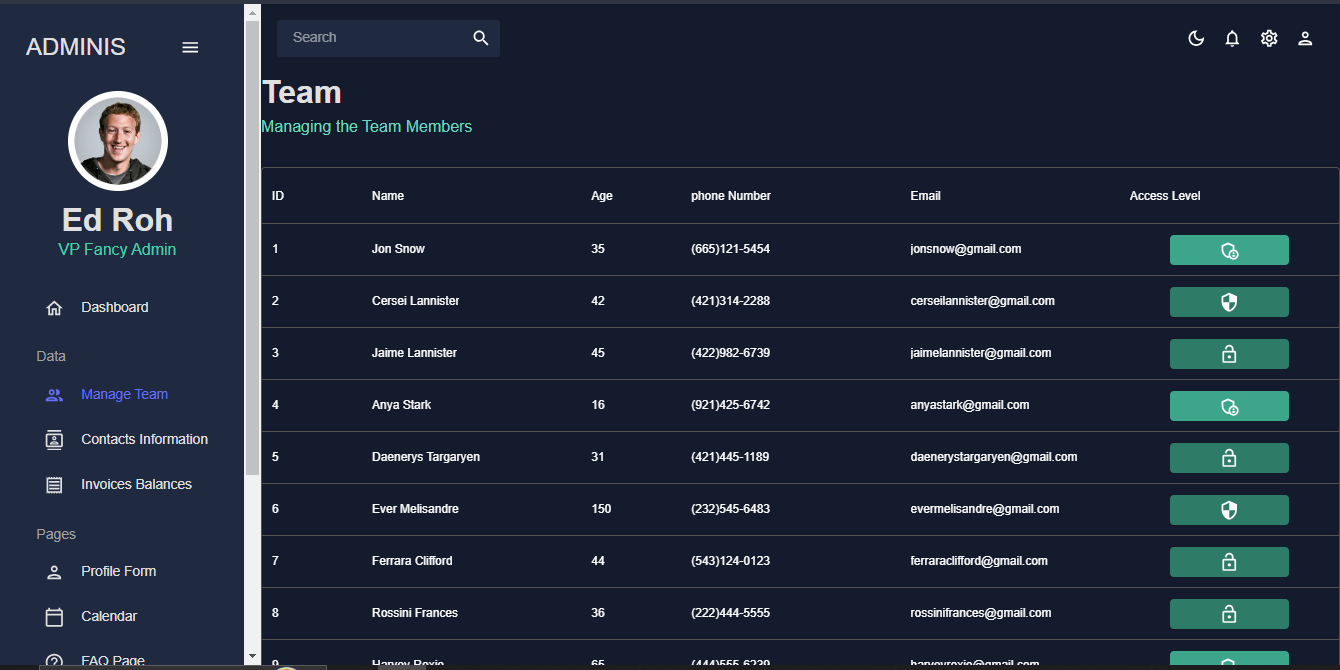 ADMINIS
Ed Roh
VP Fancy Admin
Dashboard
Data
Manage Team
Contacts Information
Invoices Balances
Pages
Profile Form
Calendar
FAQ Page
Search
Team
Managing the Team Members
ID Name Age phone Number Email Access Level
1 Jon Snow 35 (665)121-5454 jonsnow@gmail.com
2 Cersei Lannister 42 (421)314-2288 cerseilannister@gmail.com
3 Jaime Lannister 45 (422)982-6739 jaimelannister@gmail.com
4 Anya Stark 16 (921)425-6742 anyastark@gmail.com
5 Daenerys Targaryen 31 (421)445-1189 daenerystargaryen@gmail.com
6 Ever Melisandre 150 (232)545-6483 evermelisandre@gmail.com
7 Ferrara Clifford 44 (543)124-0123 ferraraclifford@gmail.com
8 Rossini Frances 36 (222)444-5555 rossinifrances@gmail.com
9 Harvey Roxie 65 (444)555-6239 harveyroxie@gmail.com